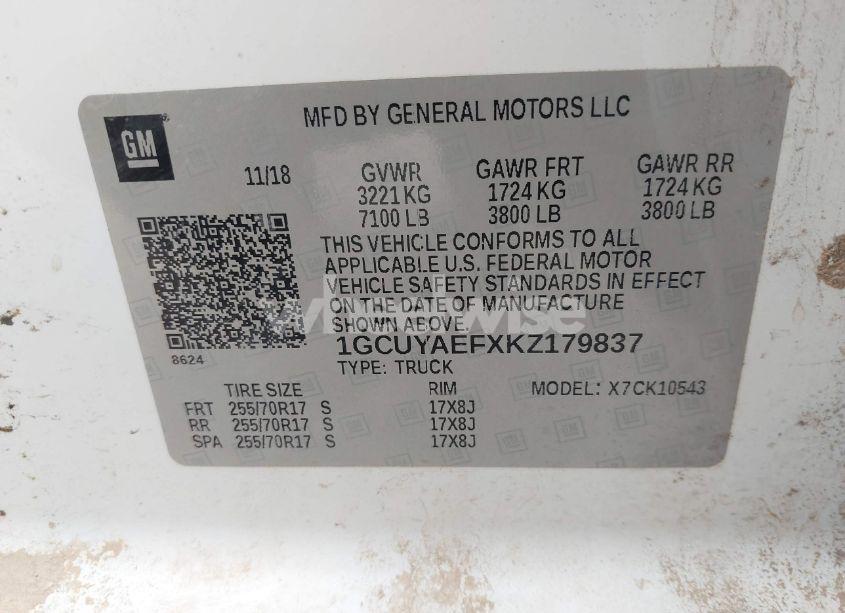 GM
MFD BY GENERAL MOTORS LLC
11/18
GVWR
3221 KG
7100 LB
GAWR FRT
1724 KG
3800 LB
GAWR RR
1724 KG
3800 LB
THIS VEHICLE CONFORMS TO ALL
APPLICABLE U.S. FEDERAL MOTOR
VEHICLE SAFETY STANDARDS IN EFFECT
ON THE DATE OF MANUFACTURE
SHOWN ABOVE.
8624
1GCUYAEFXKZ179837
TYPE: TRUCK
MODEL: X7CK10543
TIRE SIZE RIM
FRT 255/70R17 S 17X8J
RR 255/70R17 S 17X8J
SPA 255/70R17 S 17X8J